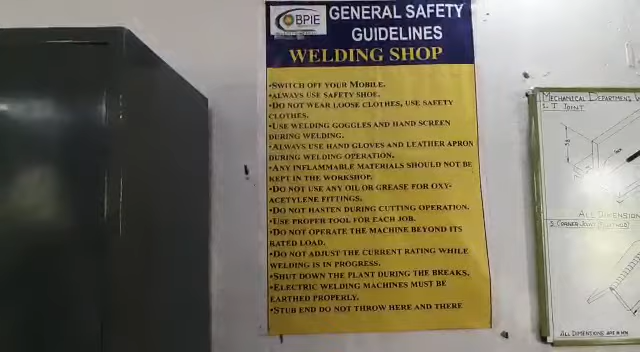 BPIE
GENERAL SAFETY
GUIDELINES
WELDING SHOP
•SWITCH OFF YOUR MOBILE.
•ALWAYS USE SAFETY SHOE.
•DO NOT WEAR LOOSE CLOTHES, USE SAFETY
CLOTHES.
•USE WELDING GOGGLES AND HAND SCREEN
DURING WELDING.
•ALWAYS USE HAND GLOVES AND LEATHER APRON
DURING WELDING OPERATION.
•ANY INFLAMMABLE MATERIALS SHOULD NOT BE
KEPT IN THE WORKSHOP.
•DO NOT USE ANY OIL OR GREASE FOR OXY-
ACETYLENE FITTINGS.
•DO NOT HASTEN DURING CUTTING OPERATION.
•USE PROPER TOOL FOR EACH JOB.
•DO NOT OPERATE THE MACHINE BEYOND ITS
RATED LOAD.
•DO NOT ADJUST THE CURRENT RATING WHILE
WELDING IS IN PROGRESS.
•SHUT DOWN THE PLANT DURING THE BREAKS.
•ELECTRIC WELDING MACHINES MUST BE
EARTHED PROPERLY.
•STUB END DO NOT THROW HERE AND THERE
MECHANICAL DEPARTMENT
T JOINT
ALL DIMENSION
5. CORNER JOINT
ALL DIMENSIONS ARE IN MM